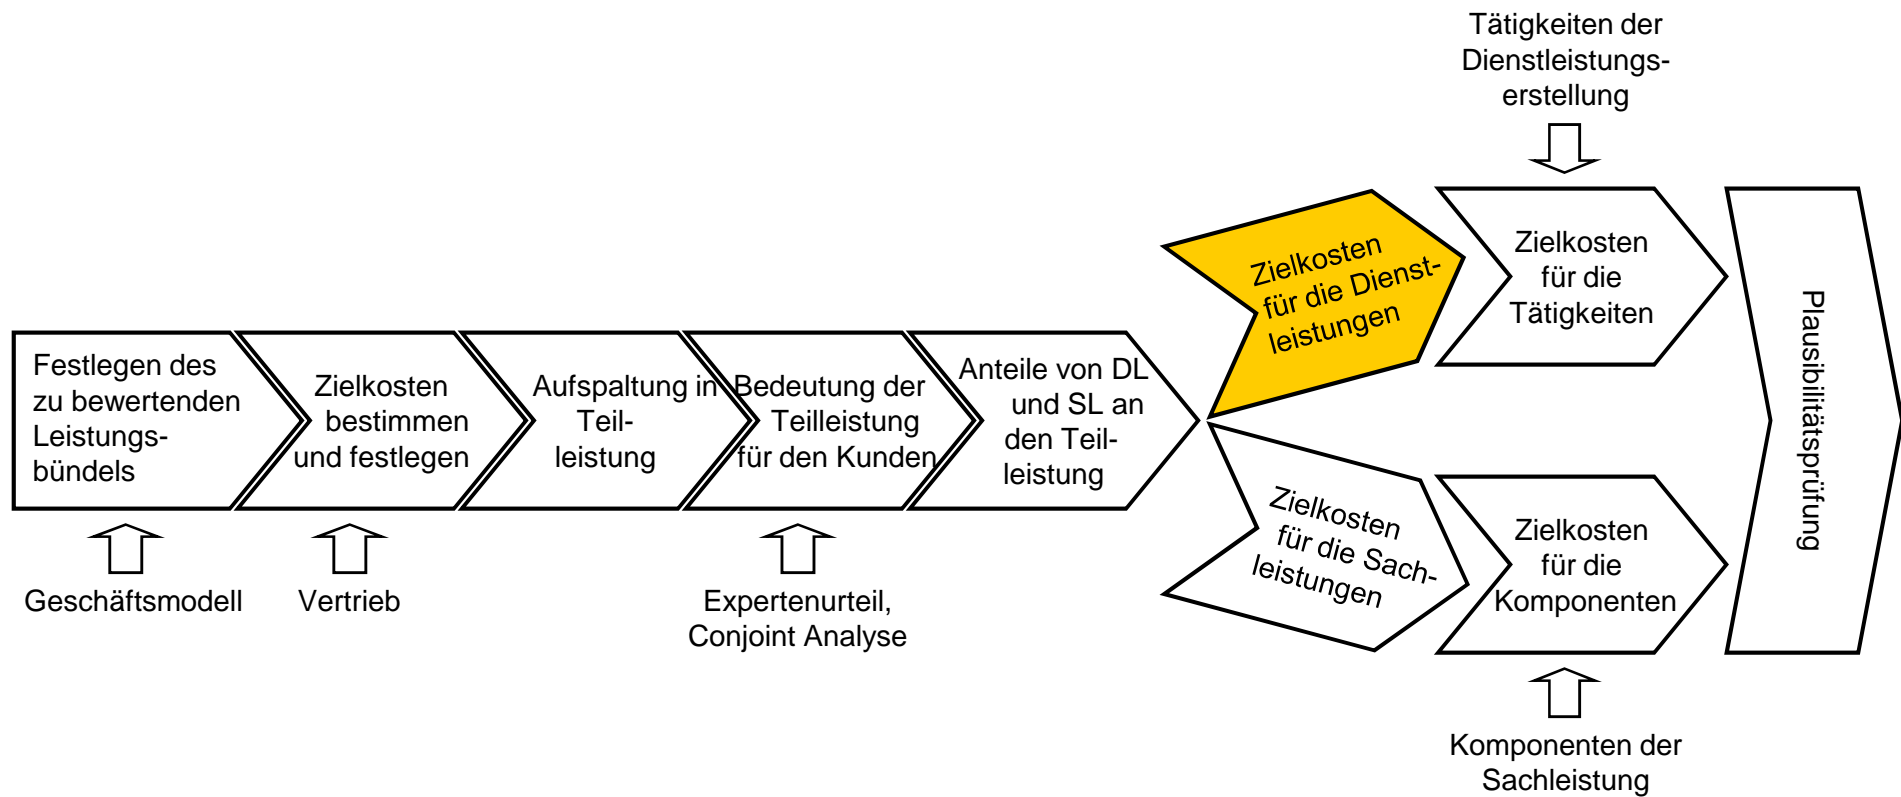 Tätigkeiten der
Dienstleistungs-
erstellung
Festlegen des
zu bewertenden
Leistungs-
bündels
Zielkosten
bestimmen
und festlegen
Aufspaltung in
Teil-
leistung
Bedeutung der
Teilleistung
für den Kunden
Anteile von DL
und SL an
den Teil-
leistung
Zielkosten
für die Dienst-
leistungen
Zielkosten
für die
Tätigkeiten
Zielkosten
für die Sach-
leistungen
Zielkosten
für die
Komponenten
Plausibilitätsprüfung
Geschäftsmodell
Vertrieb
Expertenurteil,
Conjoint Analyse
Komponenten der
Sachleistung